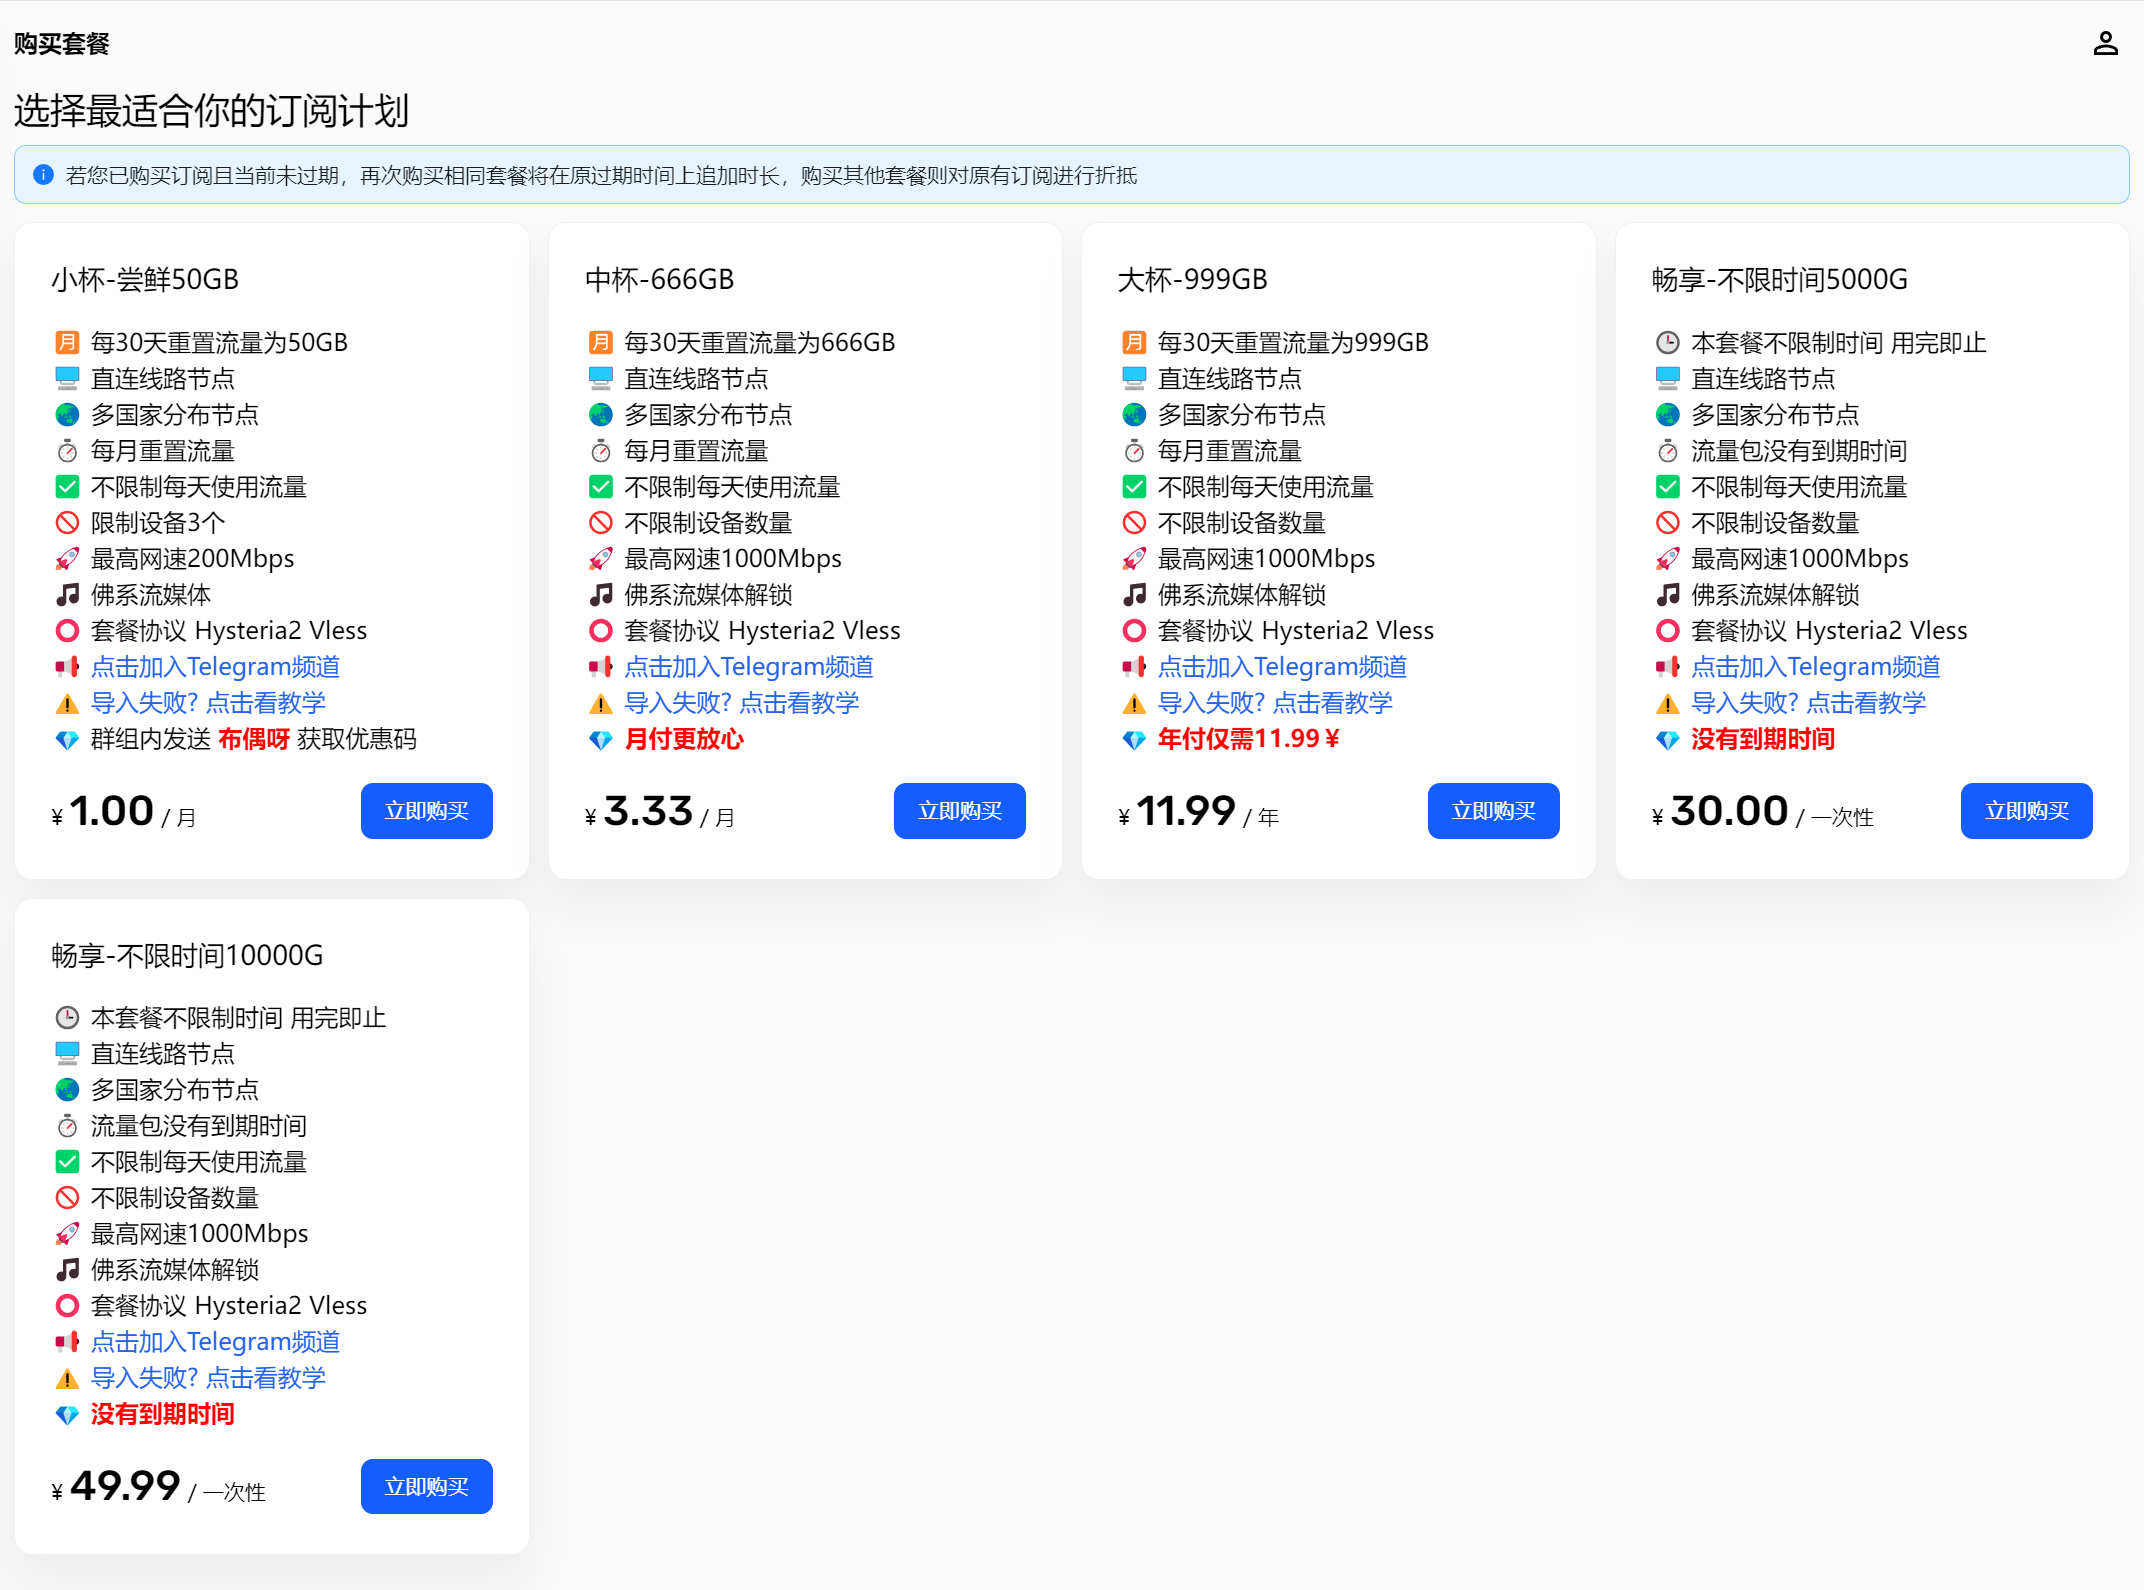 购买套餐
选择最适合你的订阅计划
若您已购买订阅且当前未过期，再次购买相同套餐将在原过期时间上追加时长，购买其他套餐则对原有订阅进行折抵
小杯-尝鲜50GB
月 每30天重置流量为50GB
直连线路节点
多国家分布节点
每月重置流量
不限制每天使用流量
限制设备3个
最高网速200Mbps
佛系流媒体
套餐协议 Hysteria2 Vless
点击加入Telegram频道
导入失败? 点击看教学
群组内发送 布偶呀 获取优惠码
¥ 1.00 / 月
立即购买
中杯-666GB
月 每30天重置流量为666GB
直连线路节点
多国家分布节点
每月重置流量
不限制每天使用流量
不限制设备数量
最高网速1000Mbps
佛系流媒体解锁
套餐协议 Hysteria2 Vless
点击加入Telegram频道
导入失败? 点击看教学
月付更放心
¥ 3.33 / 月
立即购买
大杯-999GB
月 每30天重置流量为999GB
直连线路节点
多国家分布节点
每月重置流量
不限制每天使用流量
不限制设备数量
最高网速1000Mbps
佛系流媒体解锁
套餐协议 Hysteria2 Vless
点击加入Telegram频道
导入失败? 点击看教学
年付仅需11.99￥
¥ 11.99 / 年
立即购买
畅享-不限时间5000G
本套餐不限制时间 用完即止
直连线路节点
多国家分布节点
流量包没有到期时间
不限制每天使用流量
不限制设备数量
最高网速1000Mbps
佛系流媒体解锁
套餐协议 Hysteria2 Vless
点击加入Telegram频道
导入失败? 点击看教学
没有到期时间
¥ 30.00 / 一次性
立即购买
畅享-不限时间10000G
本套餐不限制时间 用完即止
直连线路节点
多国家分布节点
流量包没有到期时间
不限制每天使用流量
不限制设备数量
最高网速1000Mbps
佛系流媒体解锁
套餐协议 Hysteria2 Vless
点击加入Telegram频道
导入失败? 点击看教学
没有到期时间
¥ 49.99 / 一次性
立即购买